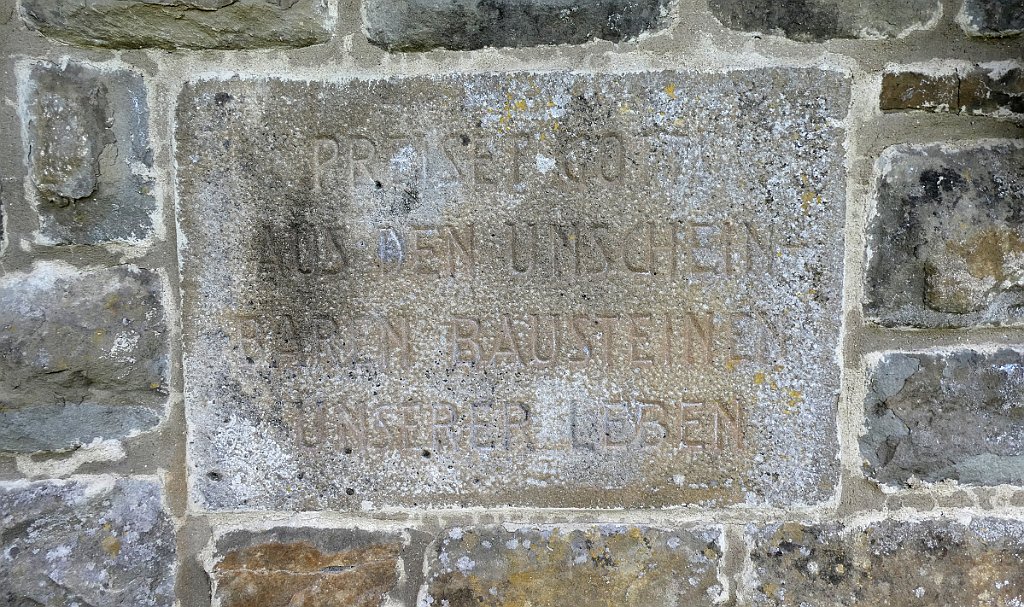 PREISET GOTT
AUS DEN UNSCHEIN-
BAREN BAUSTEINEN
UNSERER LEBEN